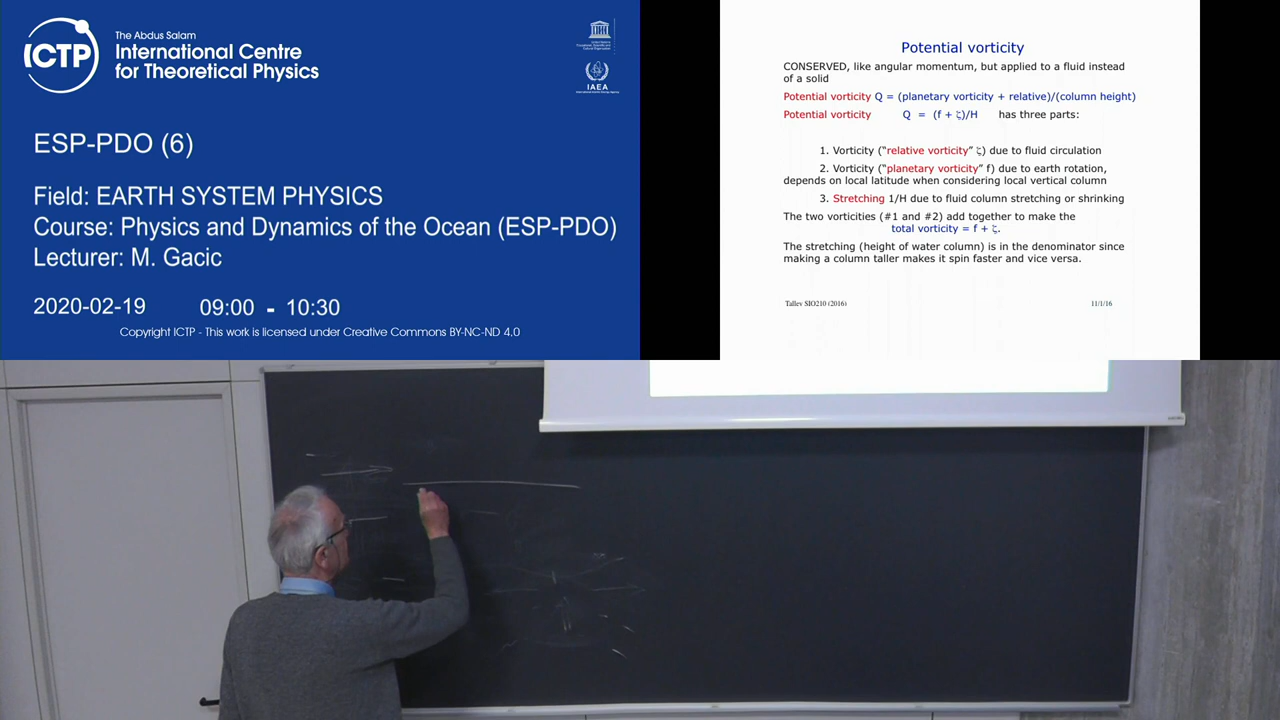 ICTP
The Abdus Salam
International Centre
for Theoretical Physics
IAEA
ESP-PDO (6)
Field: EARTH SYSTEM PHYSICS
Course: Physics and Dynamics of the Ocean (ESP-PDO)
Lecturer: M. Gacic
2020-02-19 09:00 - 10:30
Copyright ICTP - This work is licensed under Creative Commons BY-NC-ND 4.0
Potential vorticity
CONSERVED, like angular momentum, but applied to a fluid instead
of a solid
Potential vorticity Q = (planetary vorticity + relative)/(column height)
Potential vorticity Q = (f + ζ)/H has three parts:
1. Vorticity ("relative vorticity" ζ) due to fluid circulation
2. Vorticity ("planetary vorticity" f) due to earth rotation,
depends on local latitude when considering local vertical column
3. Stretching 1/H due to fluid column stretching or shrinking
The two vorticities (#1 and #2) add together to make the
total vorticity = f + ζ.
The stretching (height of water column) is in the denominator since
making a column taller makes it spin faster and vice versa.
Talley SIO210 (2016) 11/1/16